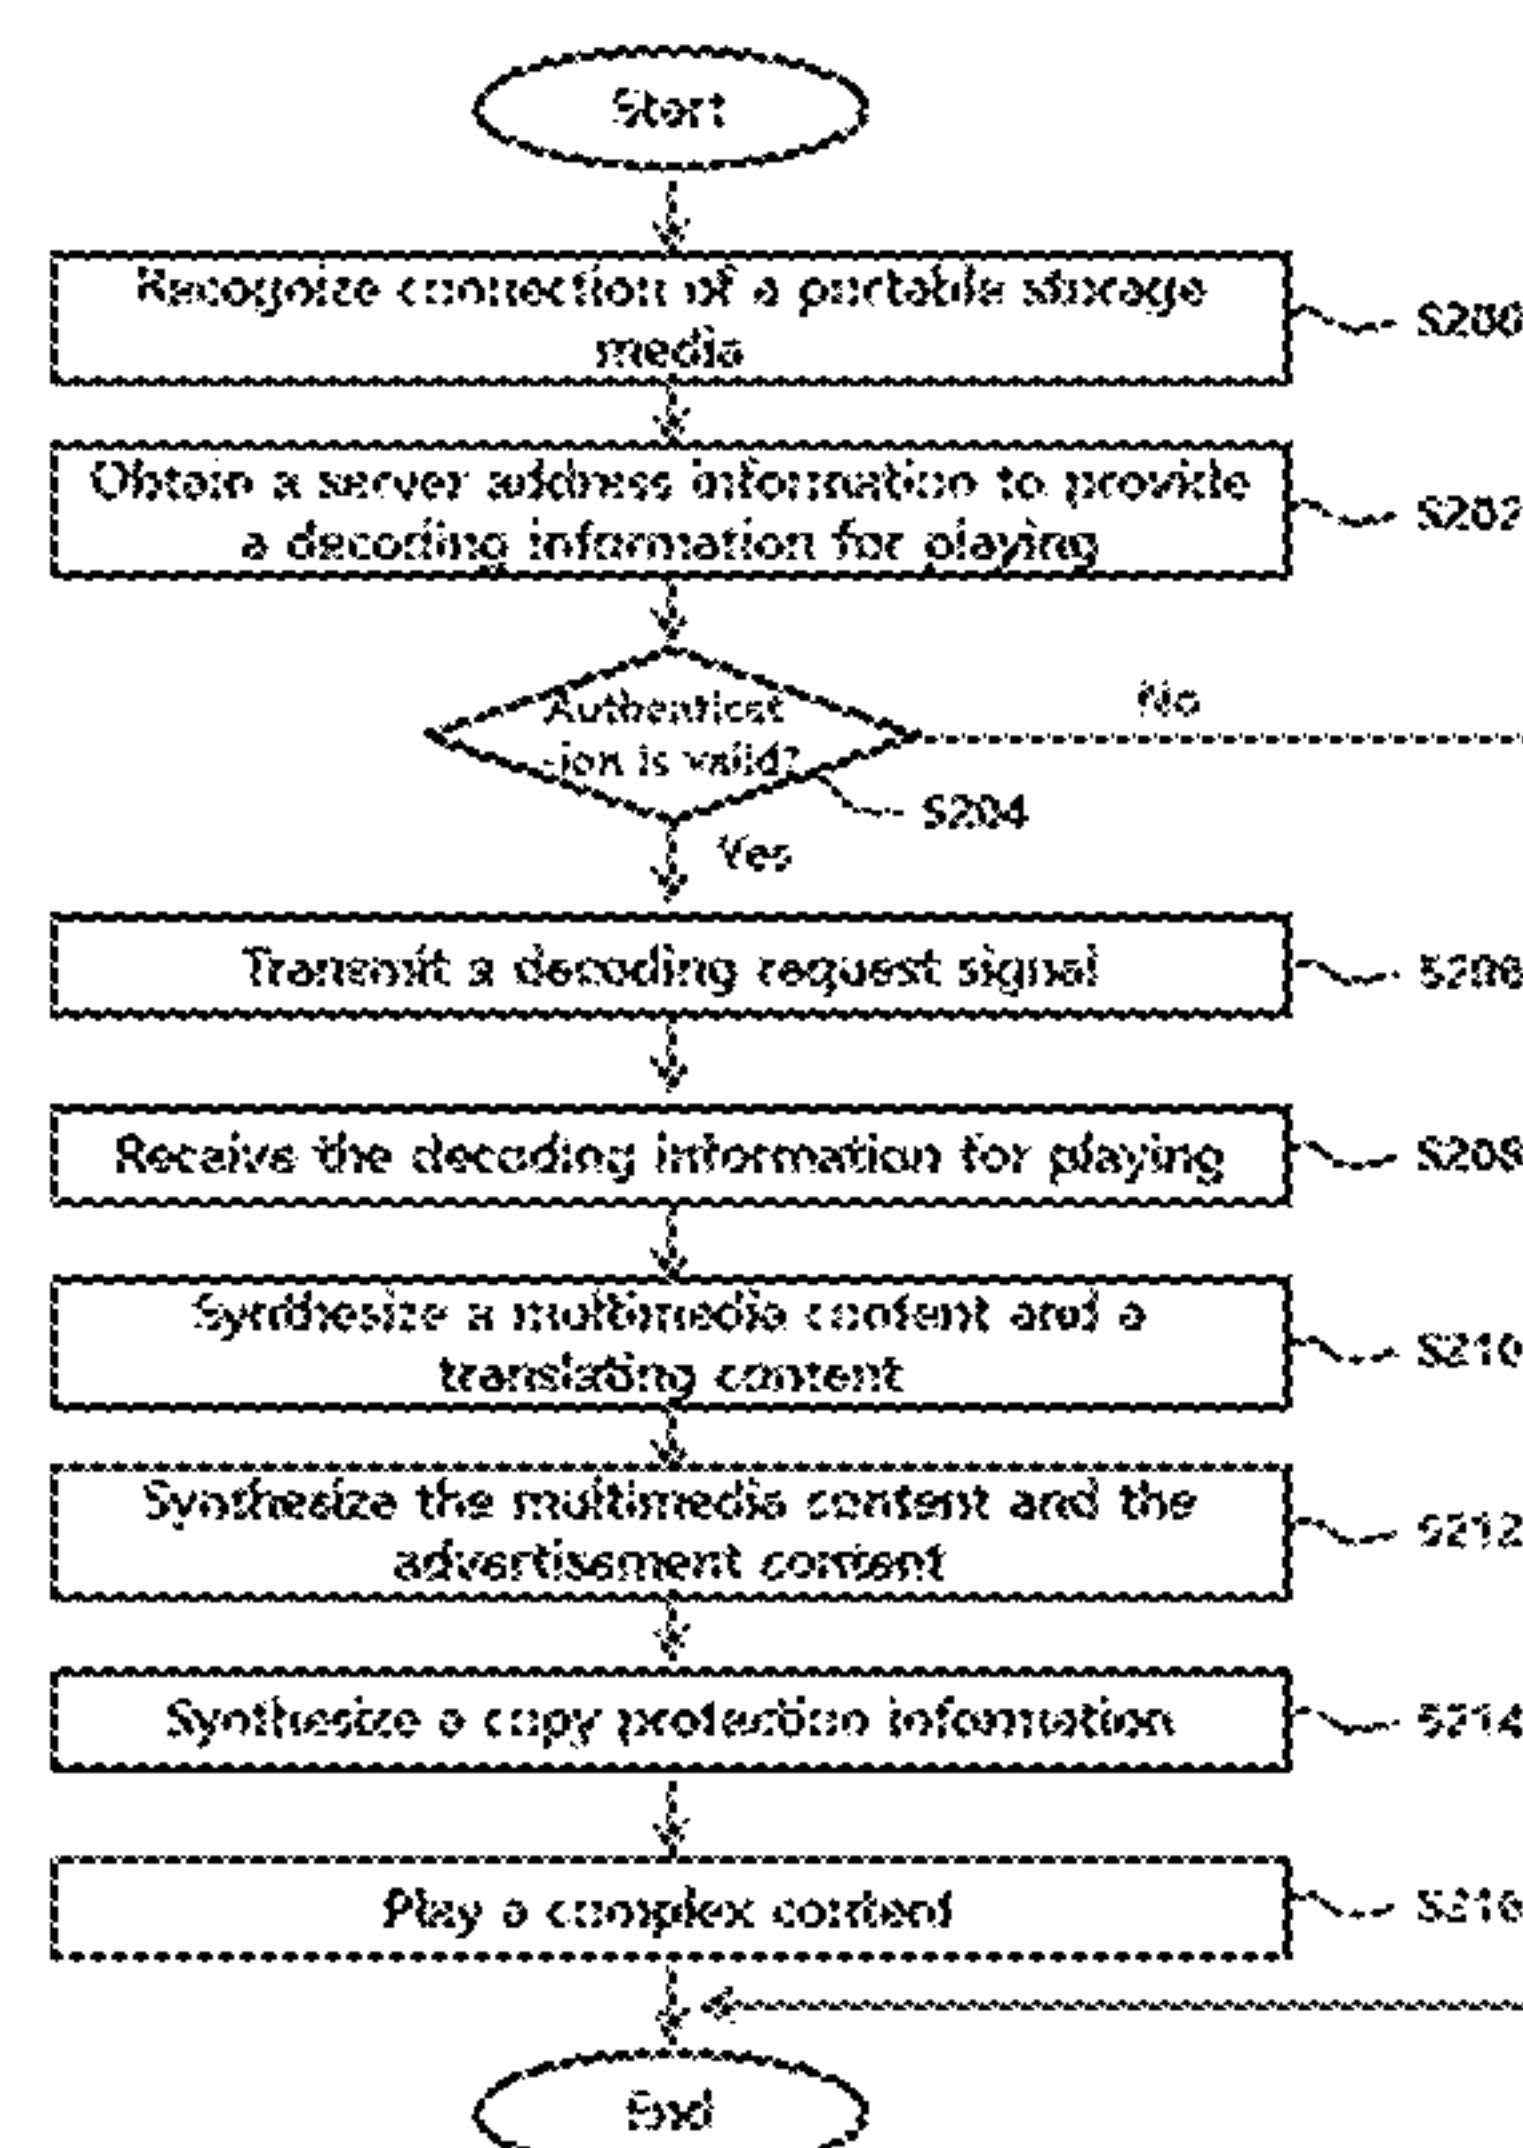 Start
Recognize connection of a portable storage
media
S200
Obtain a server address information to provide
a decoding information for playing
S202
Authenticat
-ion is valid?
No
S204
Yes
Transmit a decoding request signal
S206
Receive the decoding information for playing
S208
Synthesize a multimedia content and a
translating content
S210
Synthesize the multimedia content and the
advertisement content
S212
Synthesize a copy protection information
S214
Play a complex content
S216
End